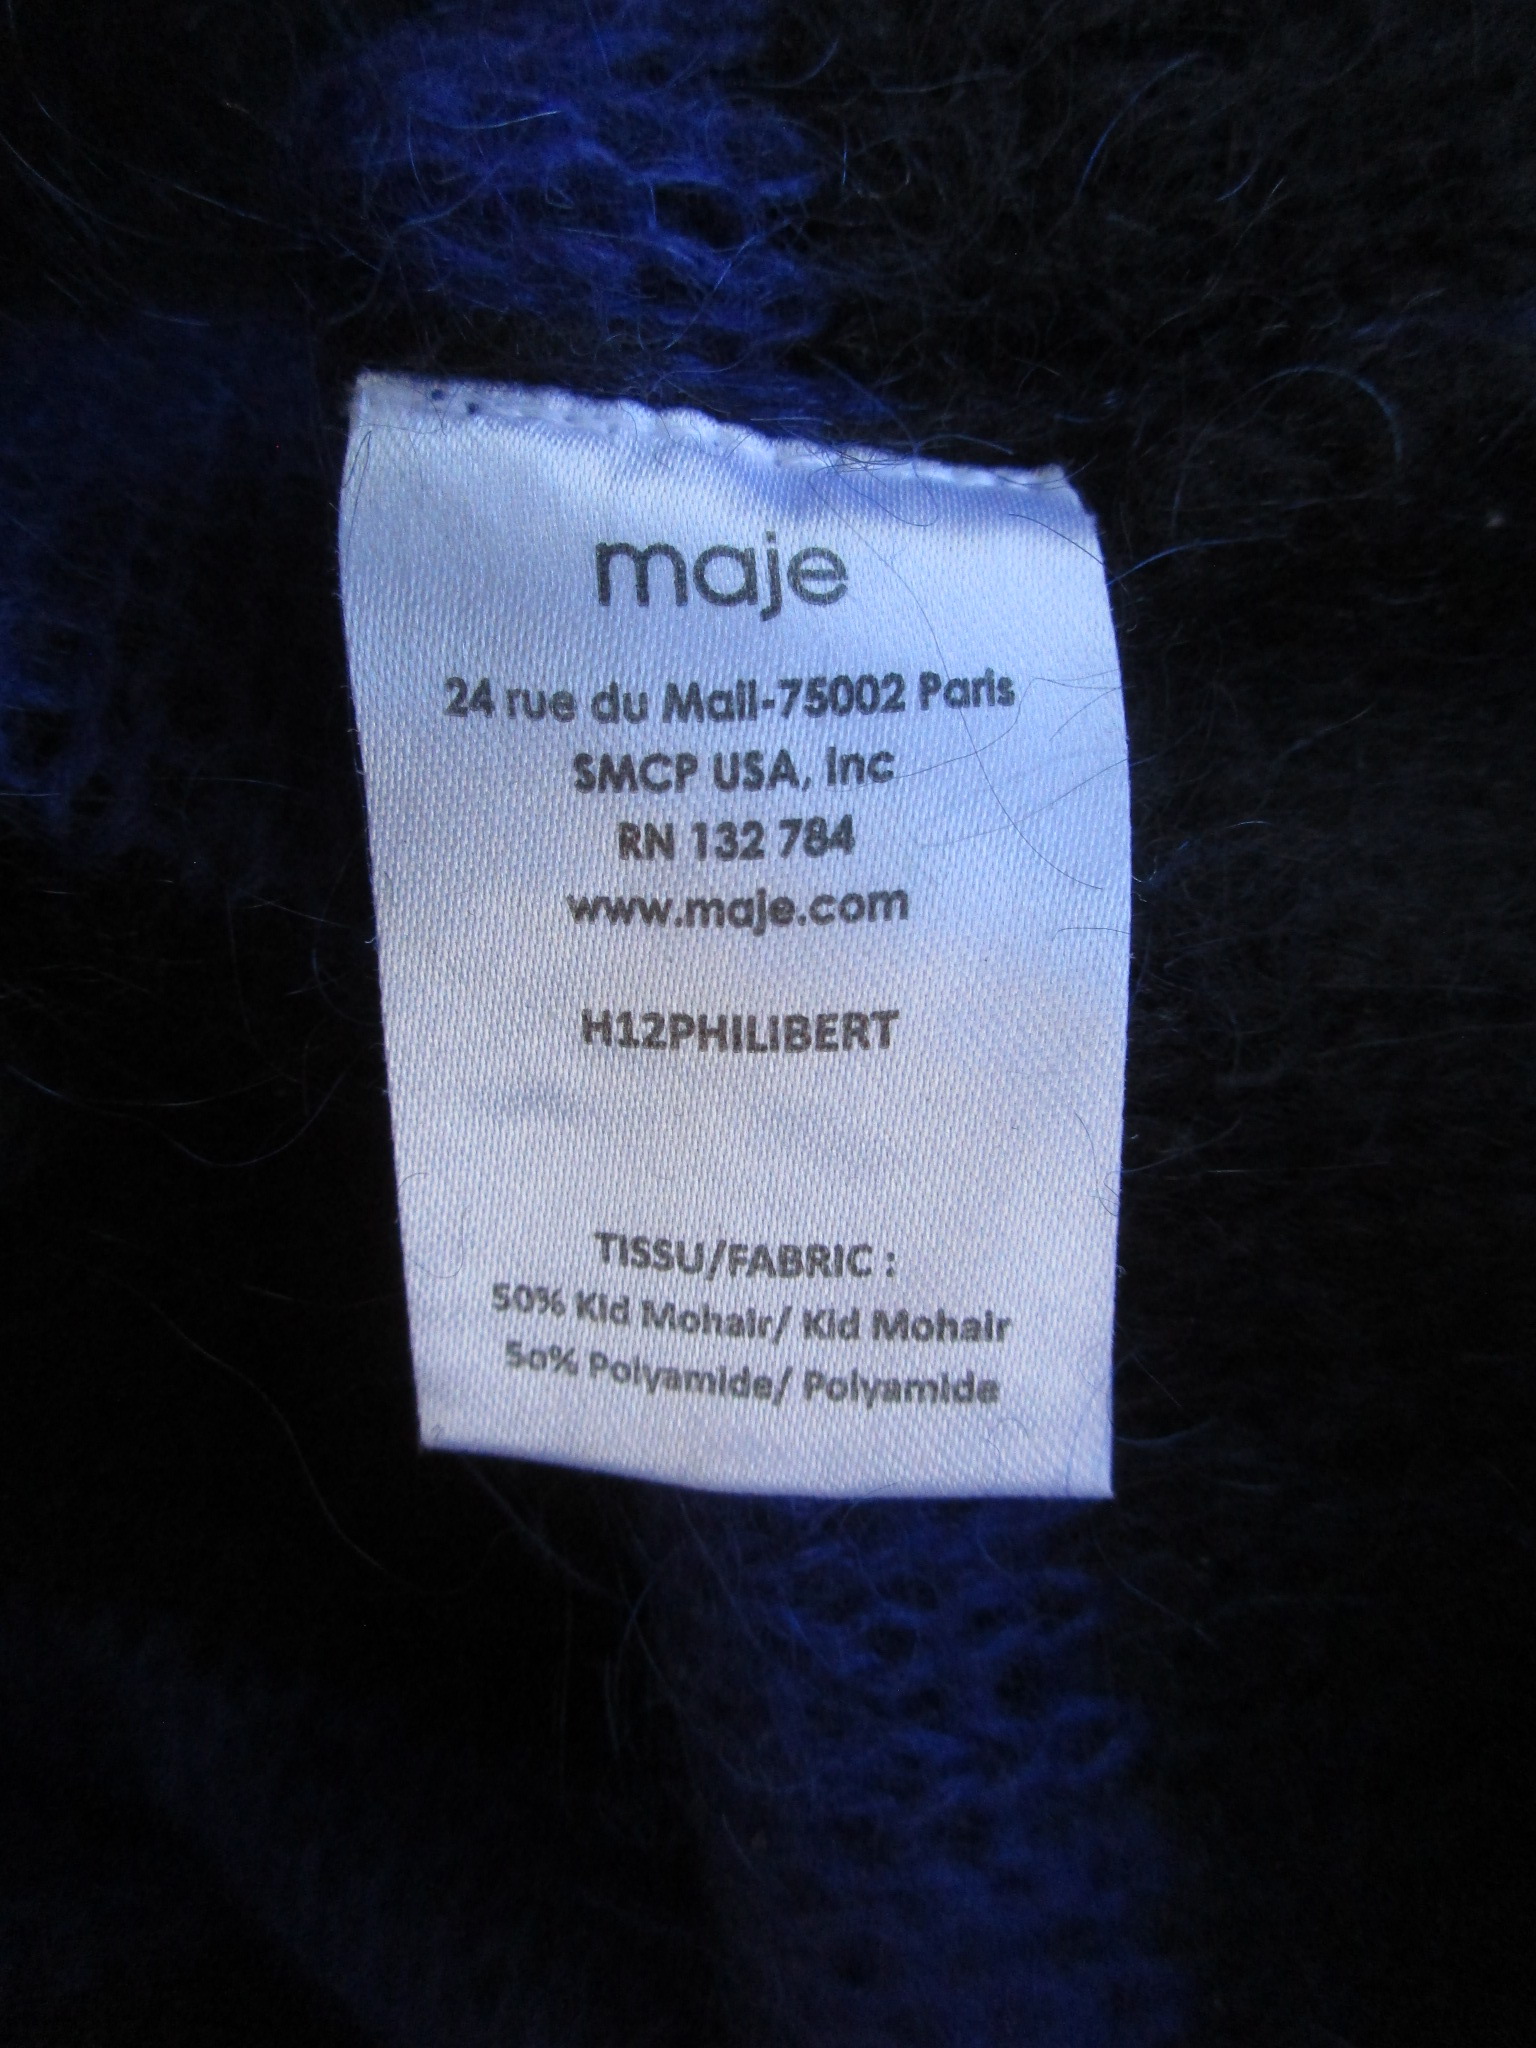 maje
24 rue du Mail-75002 Paris
SMCP USA, Inc
RN 132 784
www.maje.com
H12PHILIBERT
TISSU/FABRIC :
50% Kid Mohair/ Kid Mohair
50% Polyamide/ Polyamide